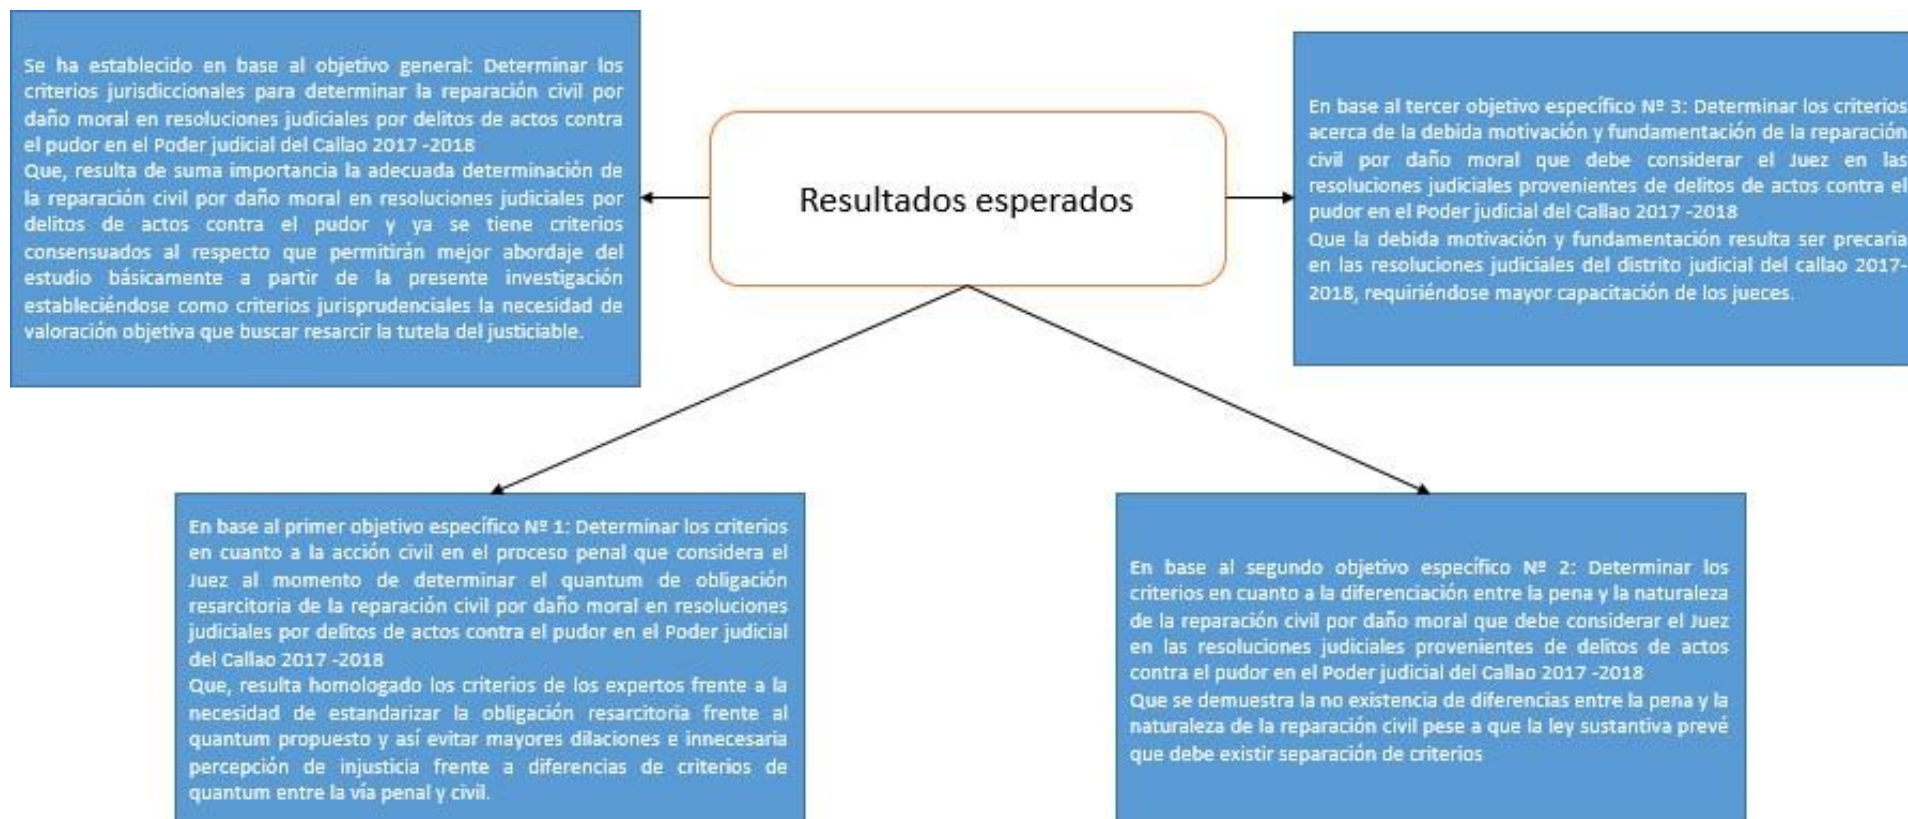 Se ha establecido en base al objetivo general: Determinar los
criterios jurisdiccionales para determinar la reparación civil por
daño moral en resoluciones judiciales por delitos de actos contra
el pudor en el Poder judicial del Callao 2017 -2018
Que, resulta de suma importancia la adecuada determinación de
la reparación civil por daño moral en resoluciones judiciales por
delitos de actos contra el pudor y ya se tiene criterios
consensuados al respecto que permitirán mejor abordaje del
estudio básicamente a partir de la presente investigación
estableciéndose como criterios jurisprudenciales la necesidad de
valoración objetiva que buscar resarcir la tutela del justiciable.
Resultados esperados
En base al tercer objetivo específico Nº 3: Determinar los criterios
acerca de la debida motivación y fundamentación de la reparación
civil por daño moral que debe considerar el Juez en las
resoluciones judiciales provenientes de delitos de actos contra el
pudor en el Poder judicial del Callao 2017 -2018
Que la debida motivación y fundamentación resulta ser precaria
en las resoluciones judiciales del distrito judicial del callao 2017-
2018, requiriéndose mayor capacitación de los jueces.
En base al primer objetivo específico Nº 1: Determinar los criterios
en cuanto a la acción civil en el proceso penal que considera el
Juez al momento de determinar el quantum de obligación
resarcitoria de la reparación civil por daño moral en resoluciones
judiciales por delitos de actos contra el pudor en el Poder judicial
del Callao 2017 -2018
Que, resulta homologado los criterios de los expertos frente a la
necesidad de estandarizar la obligación resarcitoria frente al
quantum propuesto y así evitar mayores dilaciones e innecesaria
percepción de injusticia frente a diferencias de criterios de
quantum entre la vía penal y civil.
En base al segundo objetivo específico Nº 2: Determinar los
criterios en cuanto a la diferenciación entre la pena y la naturaleza
de la reparación civil por daño moral que debe considerar el Juez
en las resoluciones judiciales provenientes de delitos de actos
contra el pudor en el Poder judicial del Callao 2017 -2018
Que se demuestra la no existencia de diferencias entre la pena y la
naturaleza de la reparación civil pese a que la ley sustantiva prevé
que debe existir separación de criterios